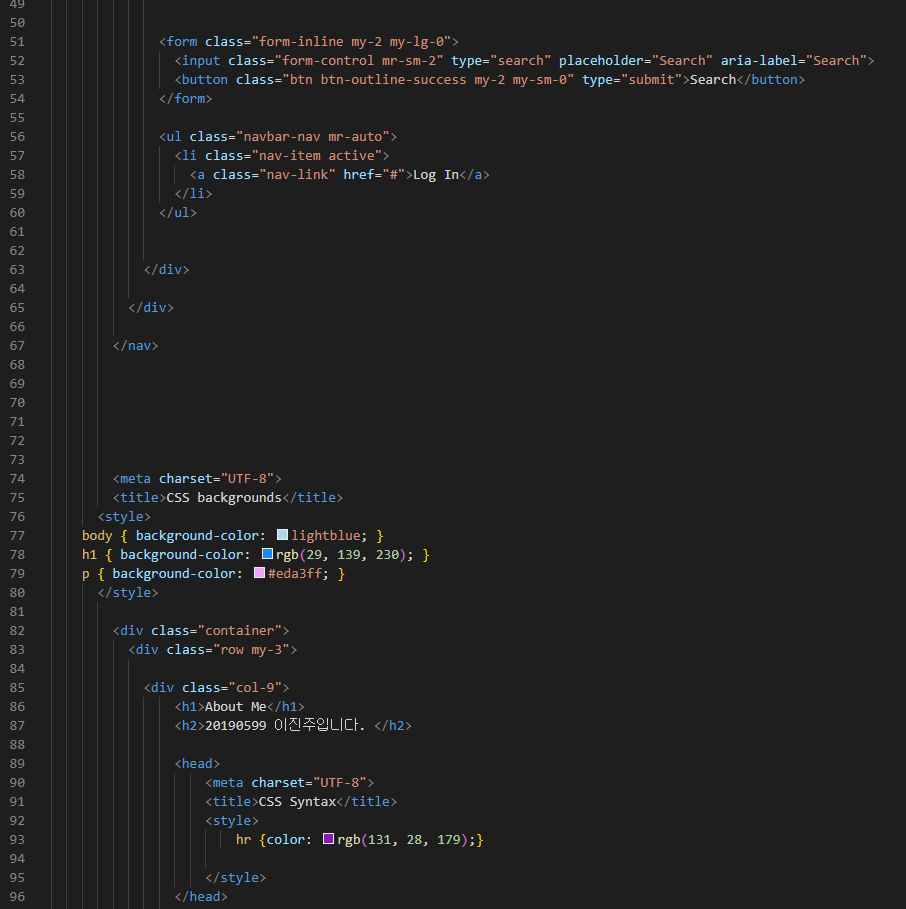 49
50
51 <form class="form-inline my-2 my-lg-0">
52 <input class="form-control mr-sm-2" type="search" placeholder="Search" aria-label="Search">
53 <button class="btn btn-outline-success my-2 my-sm-0" type="submit">Search</button>
54 </form>
55
56 <ul class="navbar-nav mr-auto">
57 <li class="nav-item active">
58 <a class="nav-link" href="#">Log In</a>
59 </li>
60 </ul>
61
62
63 </div>
64
65 </div>
66
67 </nav>
68
69
70
71
72
73
74 <meta charset="UTF-8">
75 <title>CSS backgrounds</title>
76 <style>
77 body { background-color: lightblue; }
78 h1 { background-color: rgb(29, 139, 230); }
79 p { background-color: #eda3ff; }
80 </style>
81
82 <div class="container">
83 <div class="row my-3">
84
85 <div class="col-9">
86 <h1>About Me</h1>
87 <h2>20190599 이진주입니다. </h2>
88
89 <head>
90 <meta charset="UTF-8">
91 <title>CSS Syntax</title>
92 <style>
93 hr {color: rgb(131, 28, 179);}
94
95 </style>
96 </head>